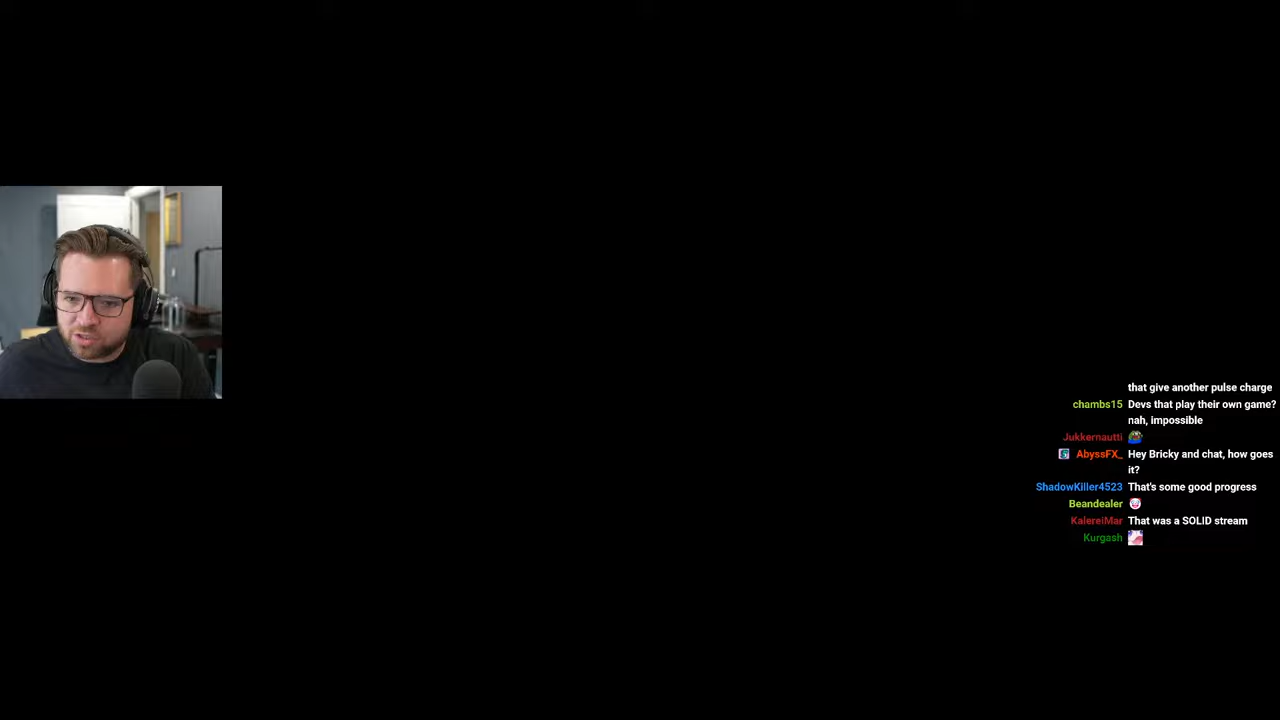 that give another pulse charge
chambs15 Devs that play their own game?
nah, impossible
Jukkernautti
AbyssFX_ Hey Bricky and chat, how goes
it?
ShadowKiller4523 That's some good progress
Beandealer
KalereiMar That was a SOLID stream
Kurgash